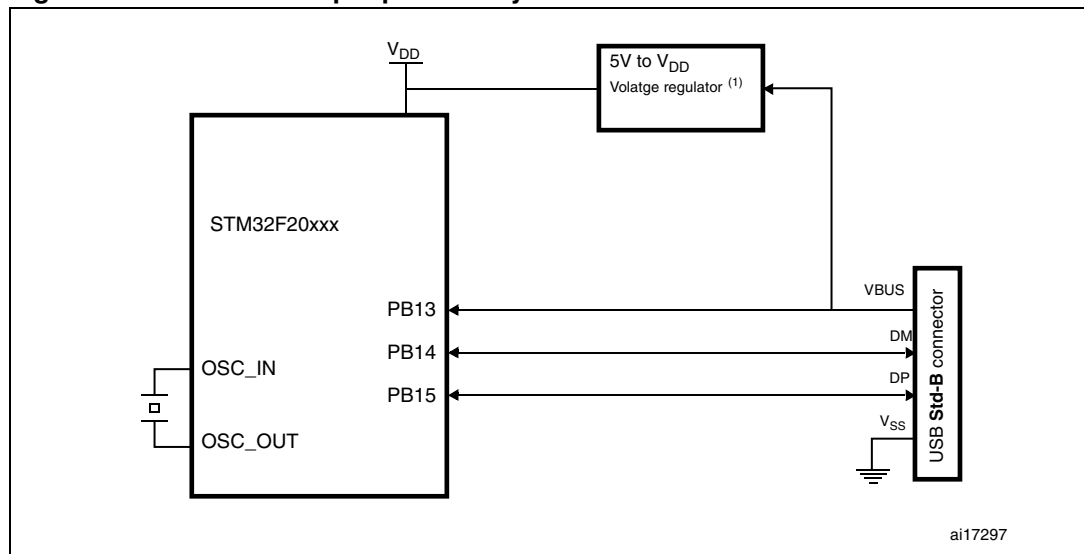 V_DD
5V to V_DD
Volatge regulator (1)
STM32F20xxx
PB13
PB14
PB15
OSC_IN
OSC_OUT
VBUS
DM
DP
V_SS
USB Std-B connector
ai17297